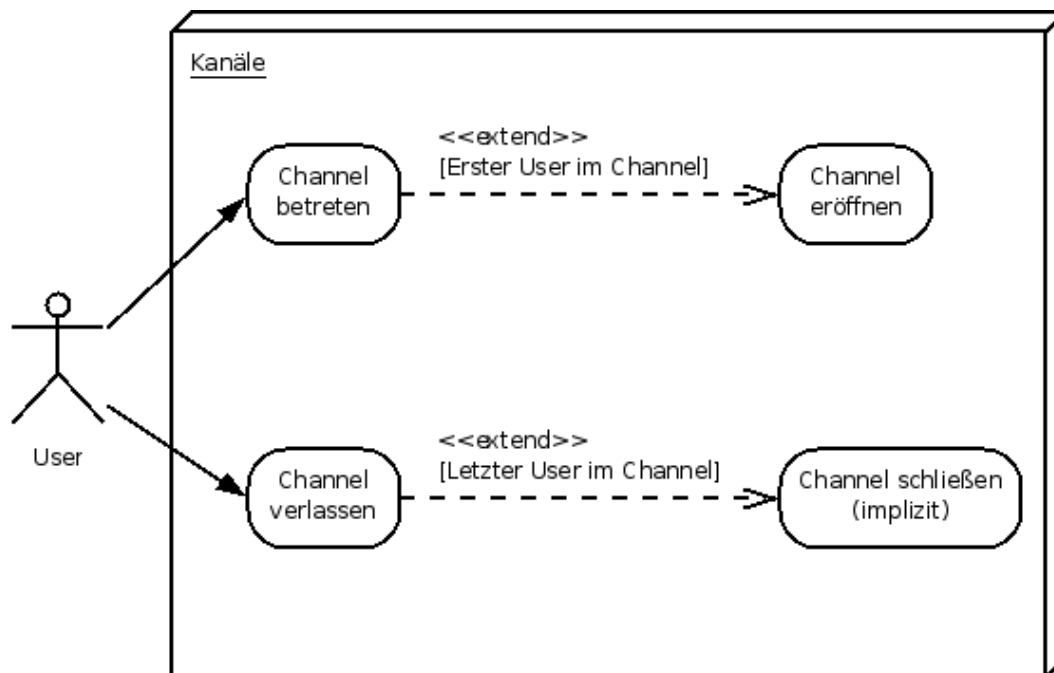 Kanäle
<<extend>>
[Erster User im Channel]
Channel
betreten
Channel
eröffnen
User
<<extend>>
[Letzter User im Channel]
Channel
verlassen
Channel schließen
(implizit)